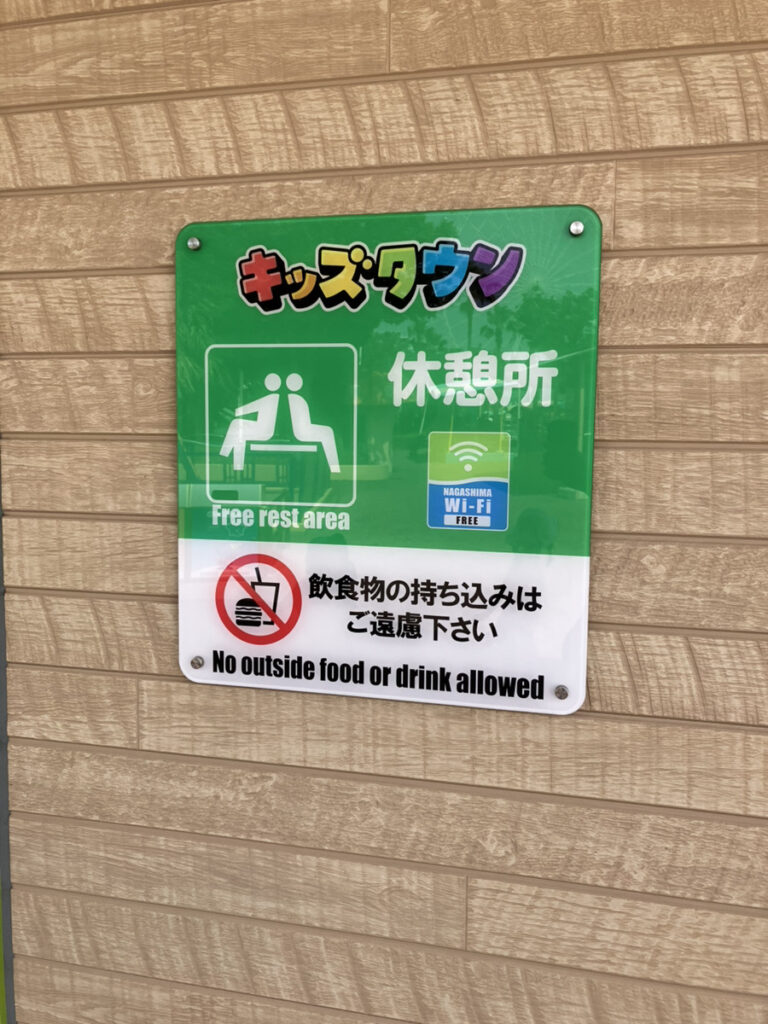 キッズ・タウン
休憩所
Free rest area
NAGASHIMA
Wi-Fi
FREE
飲食物の持ち込みは
ご遠慮下さい
No outside food or drink allowed